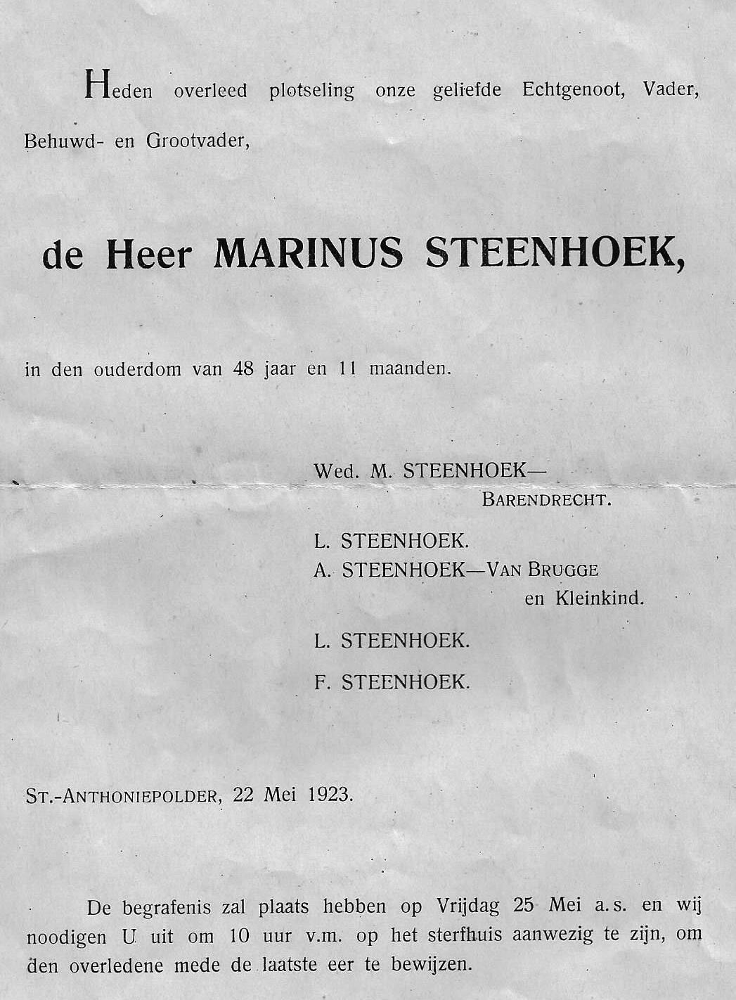 Heden overleed plotseling onze geliefde Echtgenoot, Vader,
Behuwd- en Grootvader,
de Heer MARINUS STEENHOEK,
in den ouderdom van 48 jaar en 11 maanden.
Wed. M. STEENHOEK—
BARENDRECHT.
L. STEENHOEK.
A. STEENHOEK—VAN BRUGGE
en Kleinkind.
L. STEENHOEK.
F. STEENHOEK.
ST.-ANTHONIEPOLDER, 22 Mei 1923.
De begrafenis zal plaats hebben op Vrijdag 25 Mei a.s. en wij
noodigen U uit om 10 uur v.m. op het sterfhuis aanwezig te zijn, om
den overledene mede de laatste eer te bewijzen.